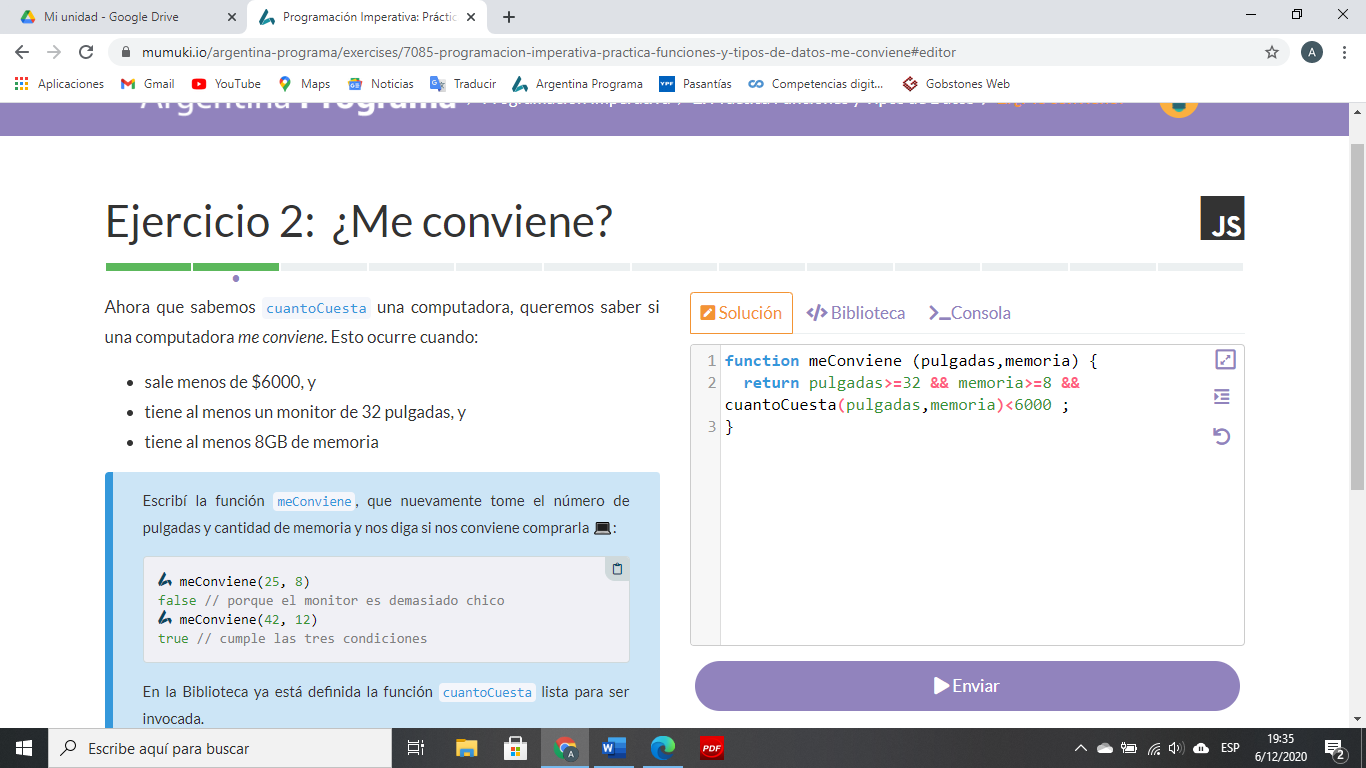 Mi unidad - Google Drive
Programación Imperativa: Práctic
mumuki.io/argentina-programa/exercises/7085-programacion-imperativa-practica-funciones-y-tipos-de-datos-me-conviene#editor
A
Aplicaciones
Gmail
YouTube
Maps
Noticias
Traducir
Argentina Programa
YPF Pasantías
Competencias digit...
Gobstones Web
Argentina Programa
Ejercicio 2: ¿Me conviene?
JS
Ahora que sabemos cuantoCuesta una computadora, queremos saber si
una computadora me conviene. Esto ocurre cuando:
• sale menos de $6000, y
• tiene al menos un monitor de 32 pulgadas, y
• tiene al menos 8GB de memoria
Escribí la función meConviene, que nuevamente tome el número de
pulgadas y cantidad de memoria y nos diga si nos conviene comprarla 💻:
meConviene(25, 8)
false // porque el monitor es demasiado chico
meConviene(42, 12)
true // cumple las tres condiciones
En la Biblioteca ya está definida la función cuantoCuesta lista para ser
invocada.
Solución
</> Biblioteca
>_Consola
1 function meConviene (pulgadas,memoria) {
2 return pulgadas>=32 && memoria>=8 &&
cuantoCuesta(pulgadas,memoria)<6000 ;
3 }
Enviar
Escribe aquí para buscar
A
W
PDF
ESP
19:35
6/12/2020
2